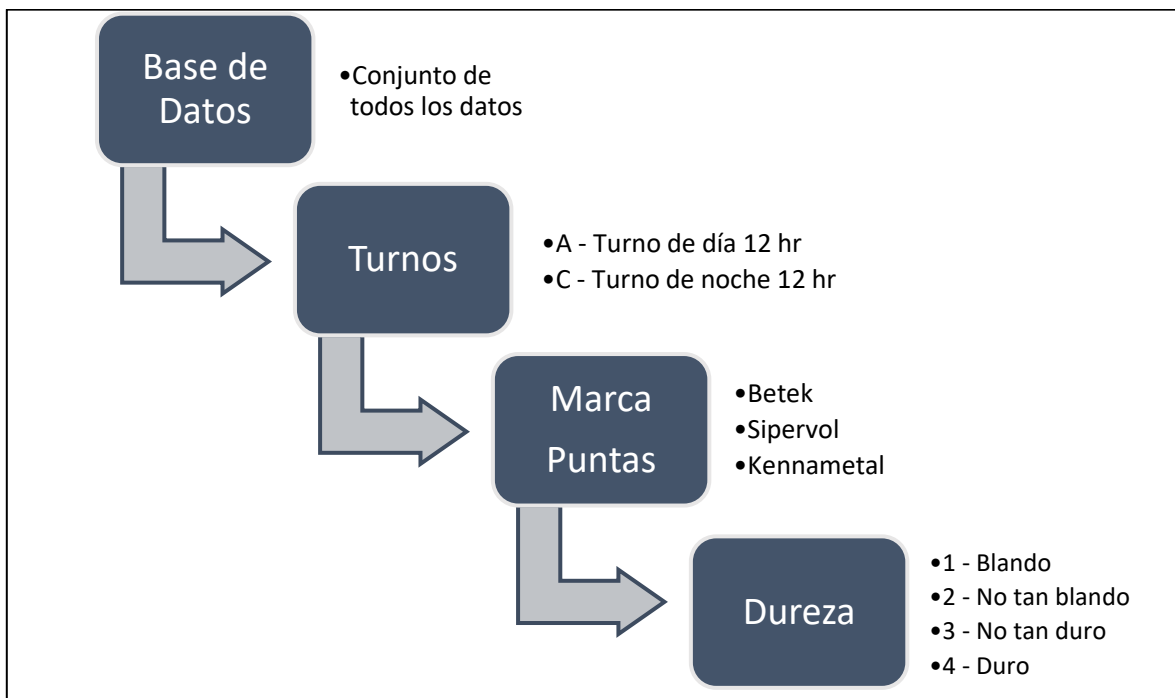 Base de
Datos
•Conjunto de
todos los datos
Turnos
•A - Turno de día 12 hr
•C - Turno de noche 12 hr
Marca
Puntas
•Betek
•Sipervol
•Kennametal
Dureza
•1 - Blando
•2 - No tan blando
•3 - No tan duro
•4 - Duro